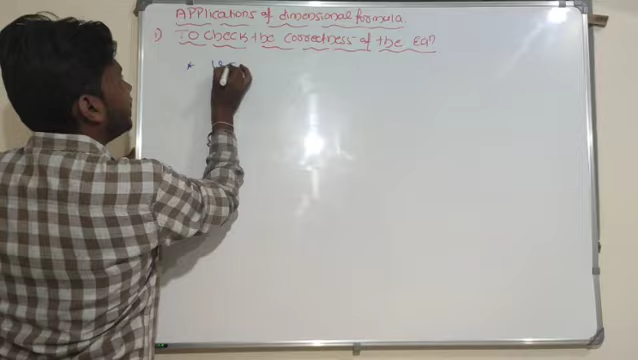 Applications of dimensional formula.
1) To check the correctness of the Eqn
*